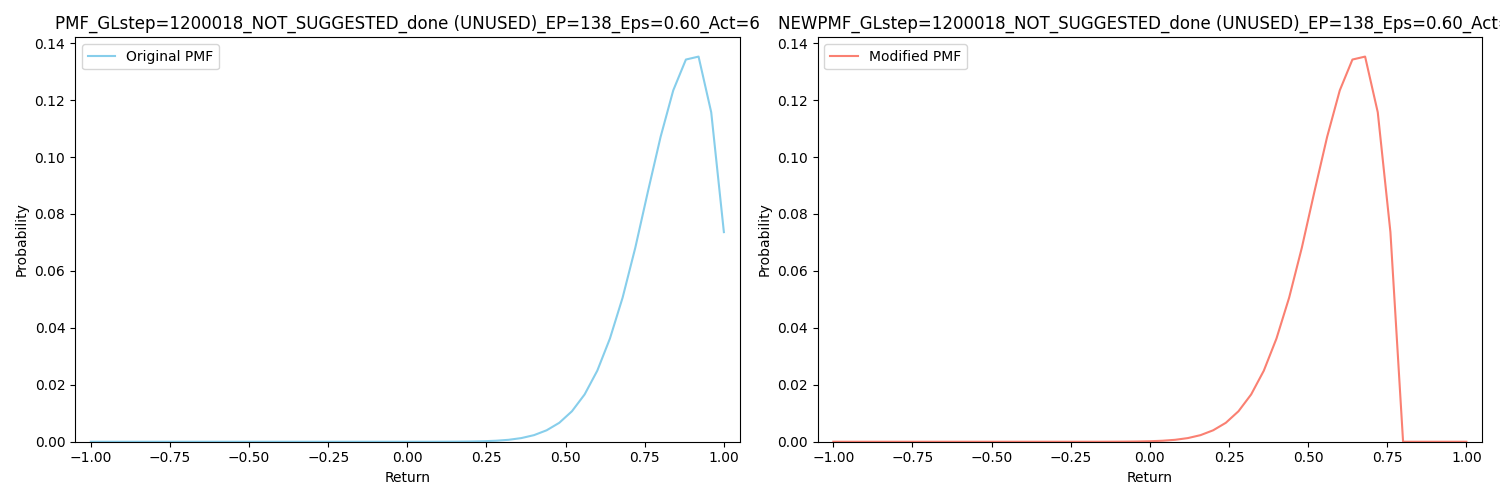 PMF_GLstep=1200018_NOT_SUGGESTED_done (UNUSED)_EP=138_Eps=0.60_Act=6
NEWPMF_GLstep=1200018_NOT_SUGGESTED_done (UNUSED)_EP=138_Eps=0.60_Act=
Original PMF
Probability
0.14
0.12
0.10
0.08
0.06
0.04
0.02
0.00
−1.00 −0.75 −0.50 −0.25 0.00 0.25 0.50 0.75 1.00
Return
Modified PMF
Probability
0.14
0.12
0.10
0.08
0.06
0.04
0.02
0.00
−1.00 −0.75 −0.50 −0.25 0.00 0.25 0.50 0.75 1.00
Return